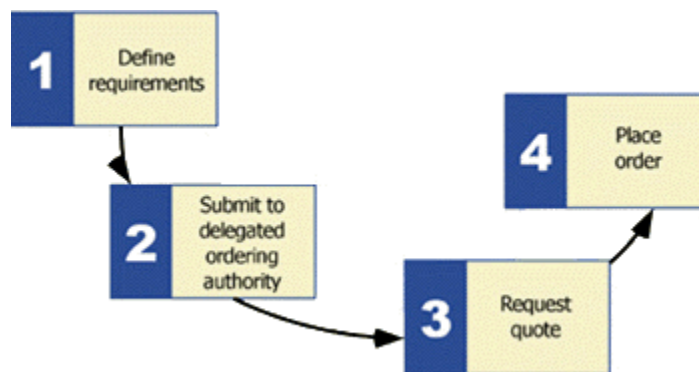 1
Define
requirements
2
Submit to
delegated
ordering
authority
3
Request
quote
4
Place
order